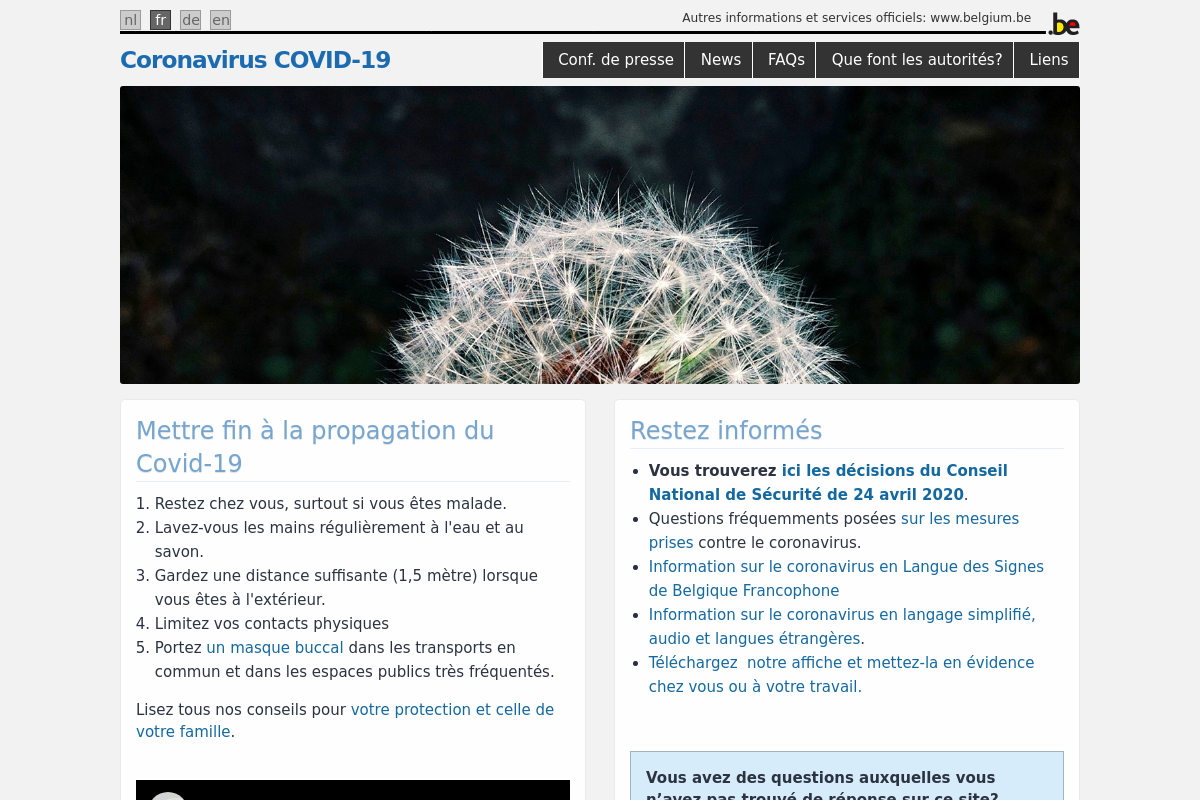 nl fr de en
Autres informations et services officiels: www.belgium.be
.be
Coronavirus COVID-19
Conf. de presse News FAQs Que font les autorités? Liens
Mettre fin à la propagation du
Covid-19
1. Restez chez vous, surtout si vous êtes malade.
2. Lavez-vous les mains régulièrement à l'eau et au
savon.
3. Gardez une distance suffisante (1,5 mètre) lorsque
vous êtes à l'extérieur.
4. Limitez vos contacts physiques
5. Portez un masque buccal dans les transports en
commun et dans les espaces publics très fréquentés.
Lisez tous nos conseils pour votre protection et celle de
votre famille.
Restez informés
• Vous trouverez ici les décisions du Conseil
National de Sécurité de 24 avril 2020.
• Questions fréquemments posées sur les mesures
prises contre le coronavirus.
• Information sur le coronavirus en Langue des Signes
de Belgique Francophone
• Information sur le coronavirus en langage simplifié,
audio et langues étrangères.
• Téléchargez  notre affiche et mettez-la en évidence
chez vous ou à votre travail.
Vous avez des questions auxquelles vous
n’avez pas trouvé de réponse sur ce site?